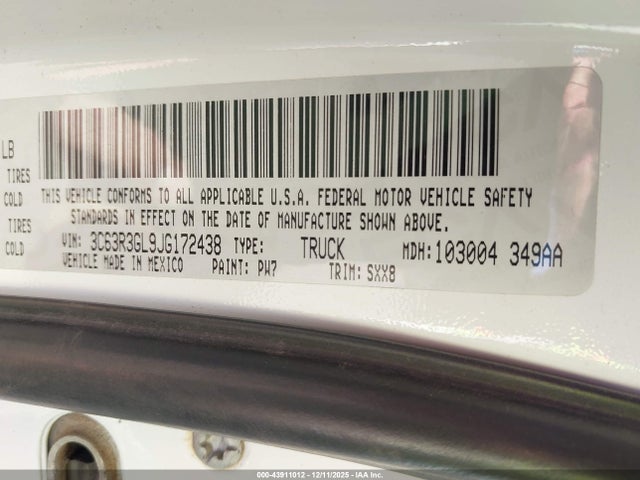 LB
TIRES
COLD
TIRES
COLD
THIS VEHICLE CONFORMS TO ALL APPLICABLE U.S.A. FEDERAL MOTOR VEHICLE SAFETY
STANDARDS IN EFFECT ON THE DATE OF MANUFACTURE SHOWN ABOVE.
VIN: 3C63R3GL9JG172438 TYPE: TRUCK MDH:103004 349AA
VEHICLE MADE IN MEXICO PAINT: PW7 TRIM: SXX8
000-43911012 - 12/11/2025 - IAA Inc.